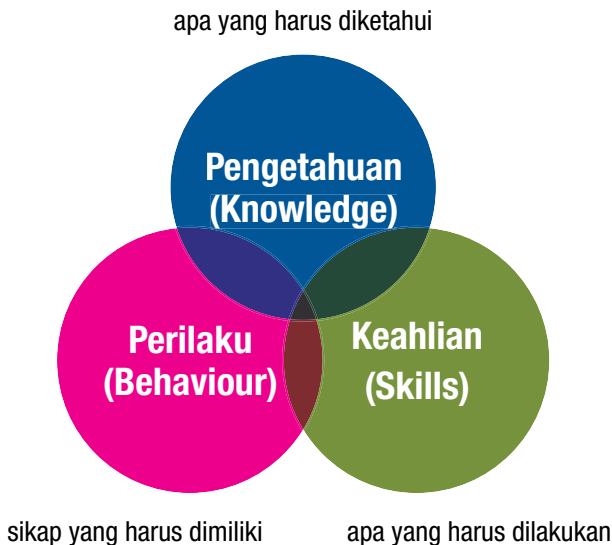 apa yang harus diketahui
Pengetahuan
(Knowledge)
Perilaku
(Behaviour)
Keahlian
(Skills)
sikap yang harus dimiliki
apa yang harus dilakukan